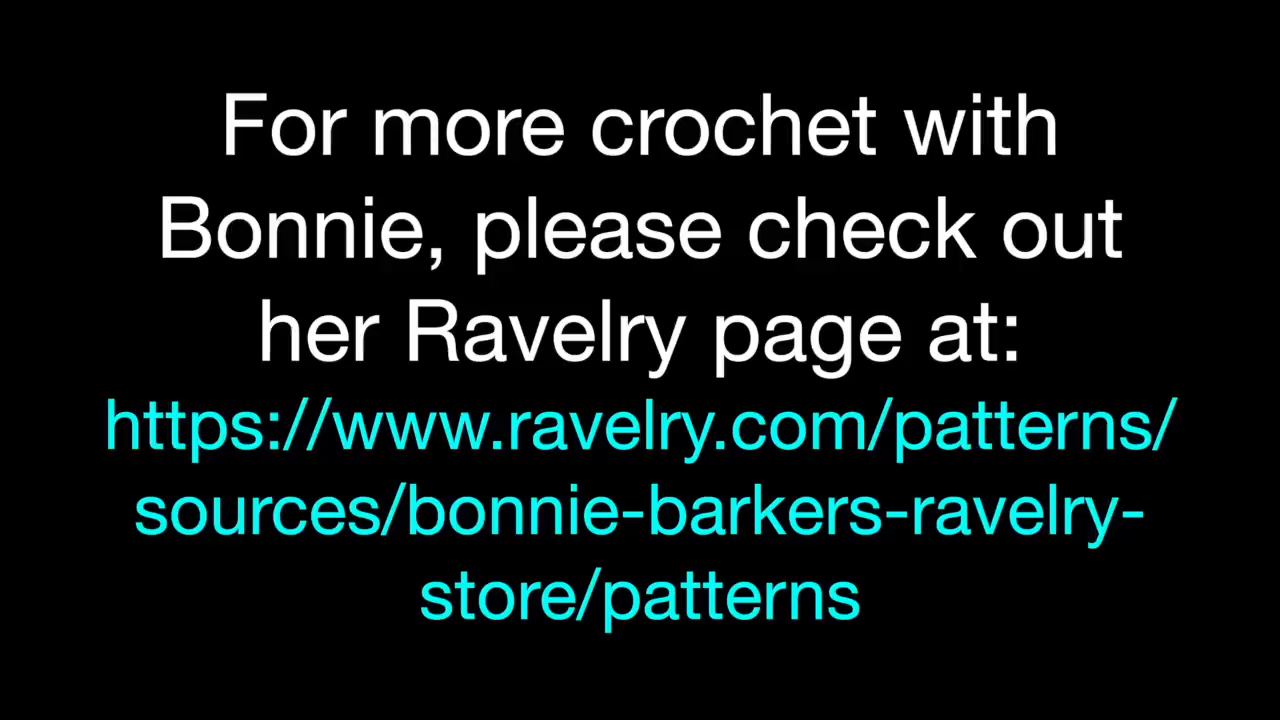 For more crochet with
Bonnie, please check out
her Ravelry page at:
https://www.ravelry.com/patterns/
sources/bonnie-barkers-ravelry-
store/patterns